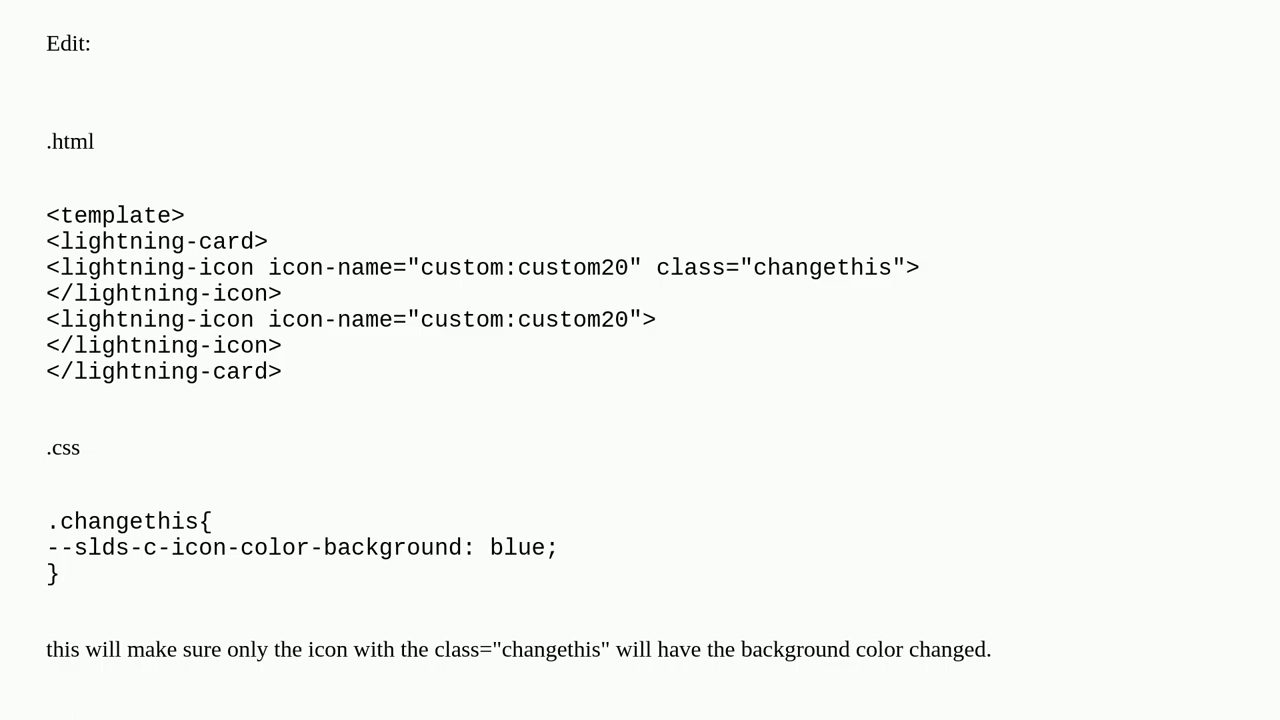 Edit:
.html
<template>
<lightning-card>
<lightning-icon icon-name="custom:custom20" class="changethis">
</lightning-icon>
<lightning-icon icon-name="custom:custom20">
</lightning-icon>
</lightning-card>
.css
.changethis{
--slds-c-icon-color-background: blue;
}
this will make sure only the icon with the class="changethis" will have the background color changed.